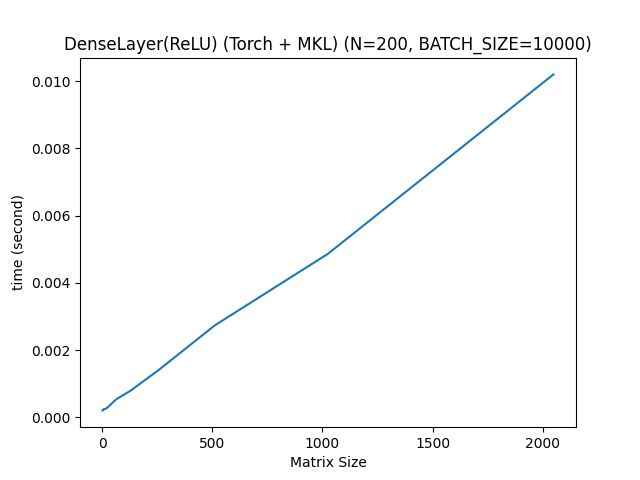 DenseLayer(ReLU) (Torch + MKL) (N=200, BATCH_SIZE=10000)
0.010
0.008
0.006
0.004
0.002
0.000
time (second)
0 500 1000 1500 2000
Matrix Size